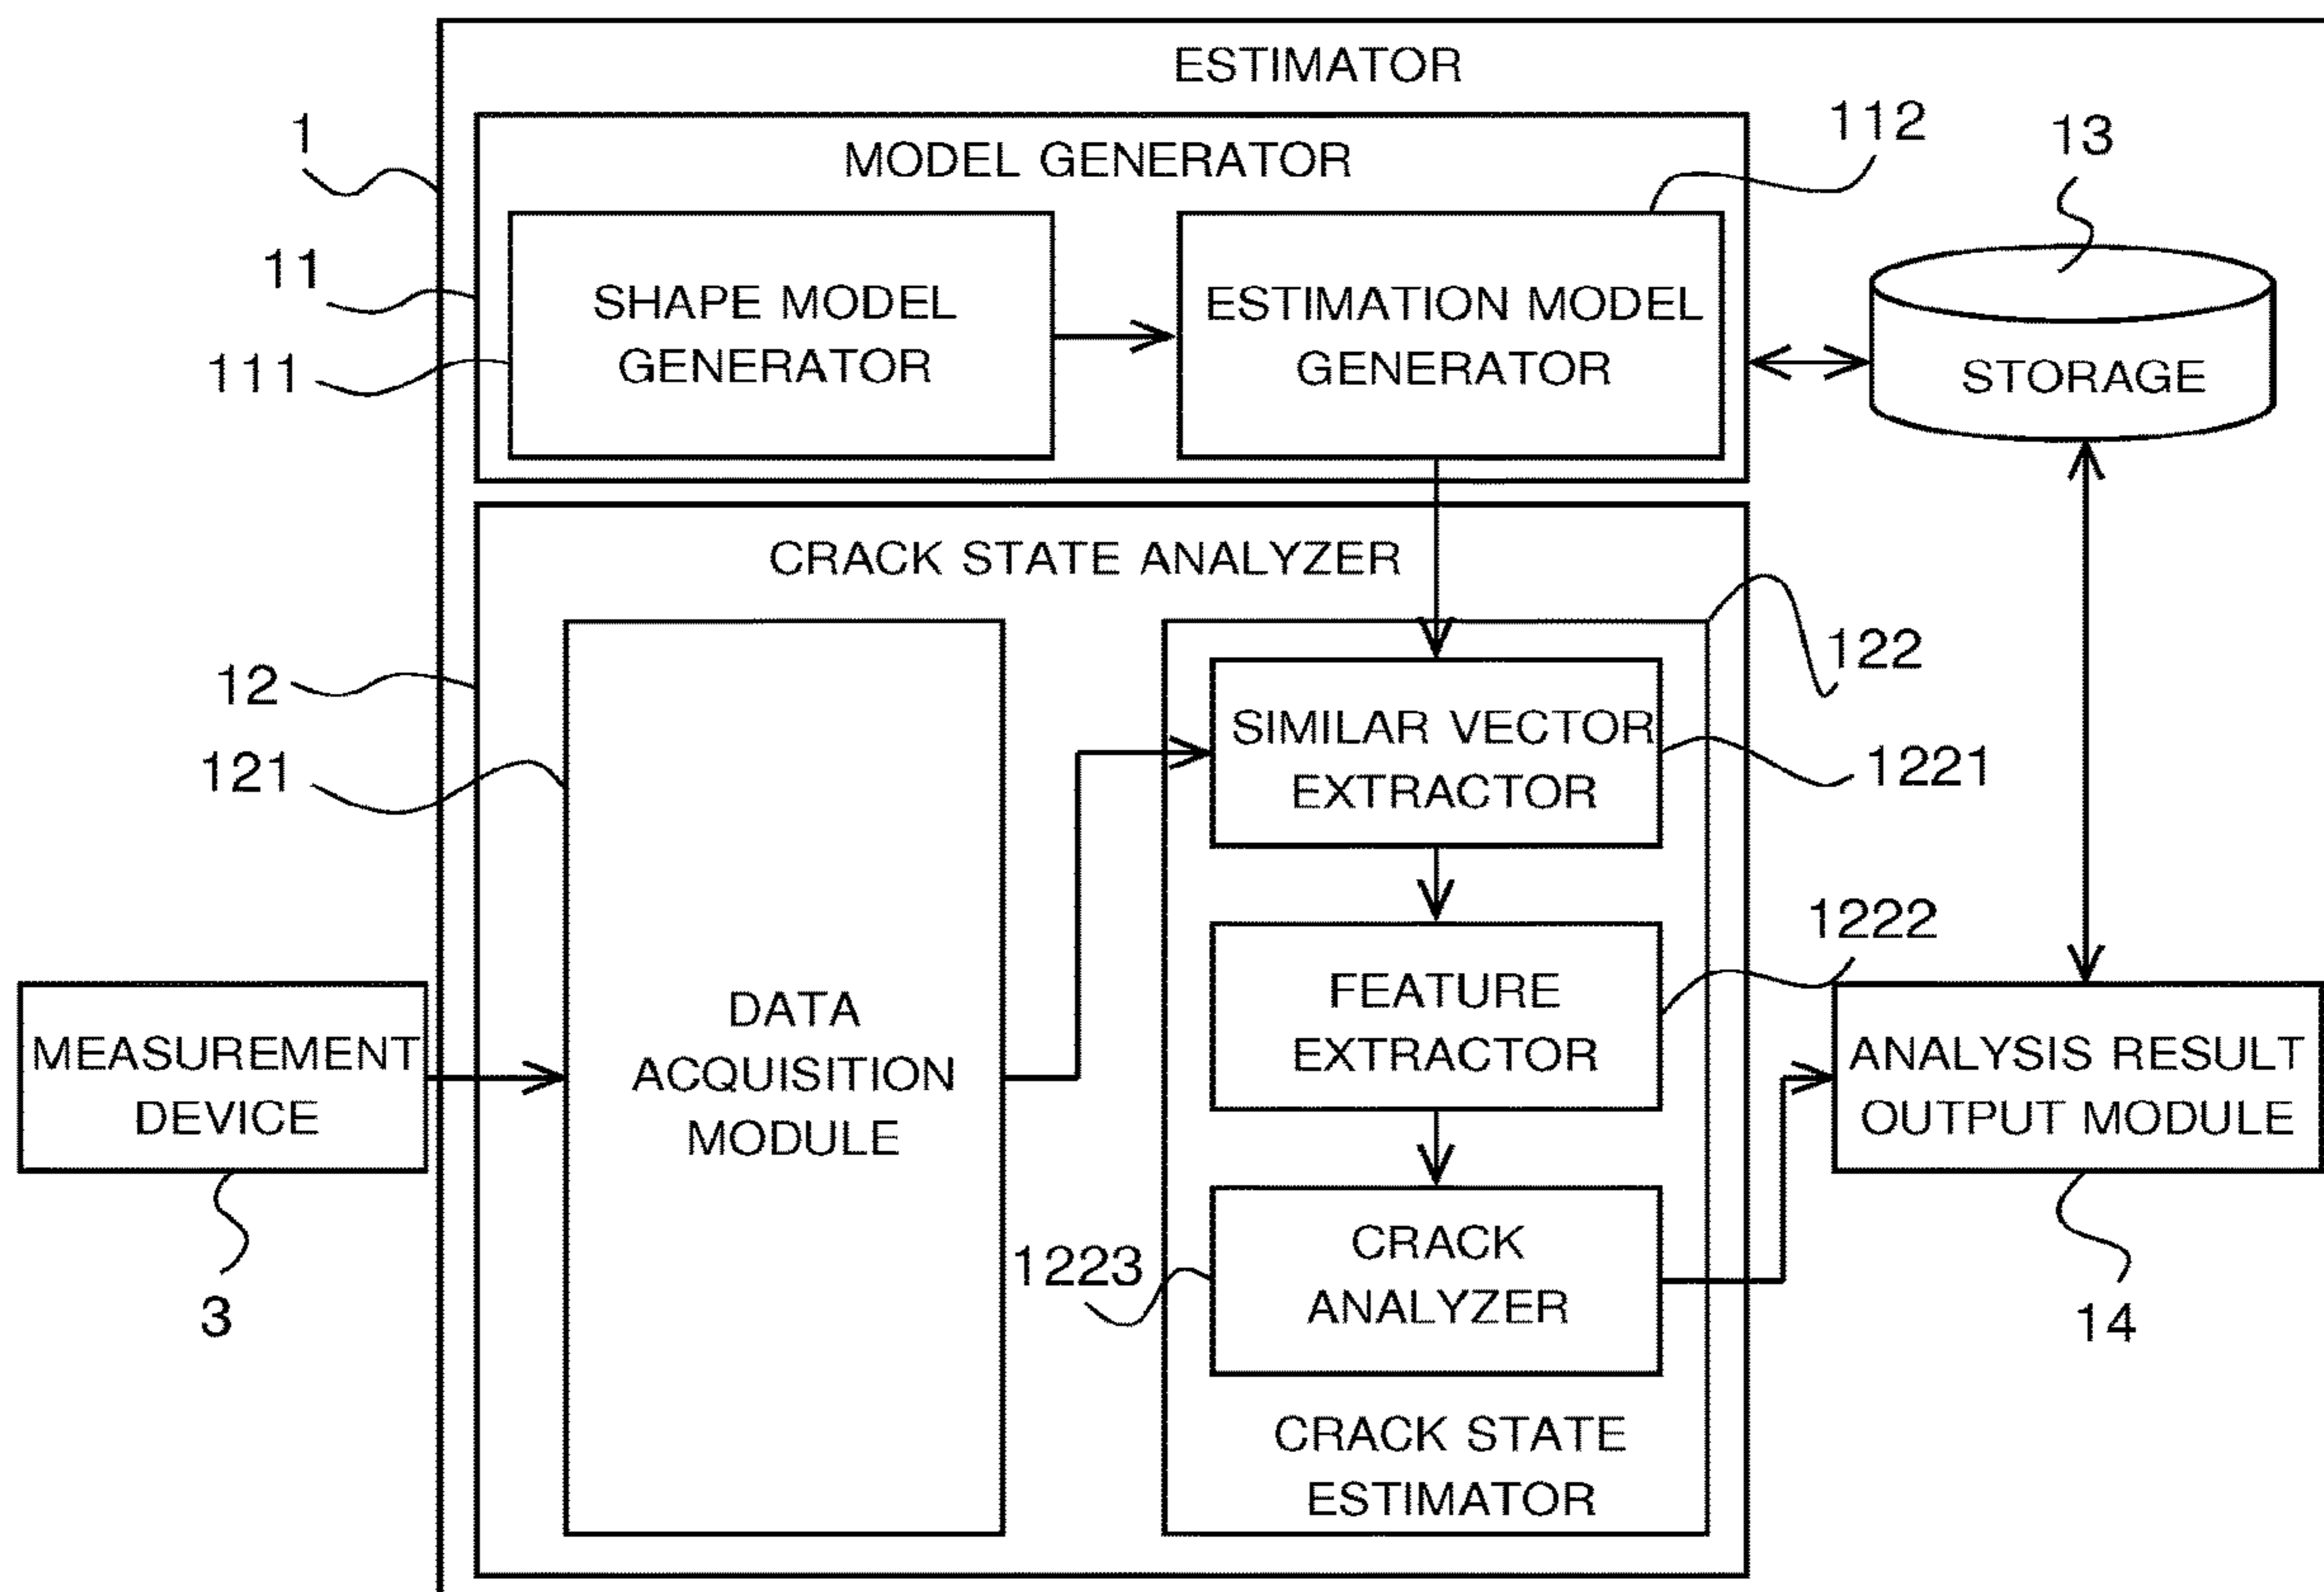 ESTIMATOR
1
MODEL GENERATOR
112
13
11
SHAPE MODEL
GENERATOR
ESTIMATION MODEL
GENERATOR
111
STORAGE
CRACK STATE ANALYZER
12
122
121
SIMILAR VECTOR
EXTRACTOR
1221
1222
DATA
ACQUISITION
MODULE
FEATURE
EXTRACTOR
MEASUREMENT
DEVICE
ANALYSIS RESULT
OUTPUT MODULE
3
1223
CRACK
ANALYZER
14
CRACK STATE
ESTIMATOR